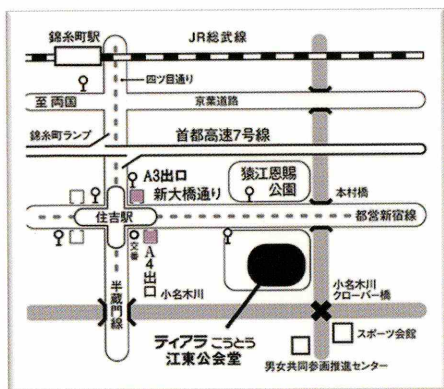 錦糸町駅
JR総武線
四ツ目通り
至 両国
京葉道路
錦糸町ランプ
首都高速7号線
A3出口
新大橋通り
猿江恩賜
公園
本村橋
住吉駅
都営新宿線
交番
A4出口
半蔵門線
小名木川
小名木川
クローバー橋
ティアラ こうとう
江東公会堂
スポーツ会館
男女共同参画推進センター